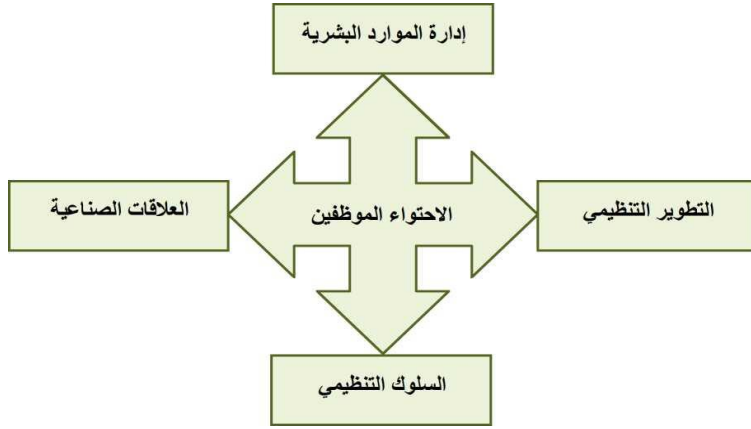 إدارة الموارد البشرية
العلاقات الصناعية
الاحتواء الموظفين
التطوير التنظيمي
السلوك التنظيمي